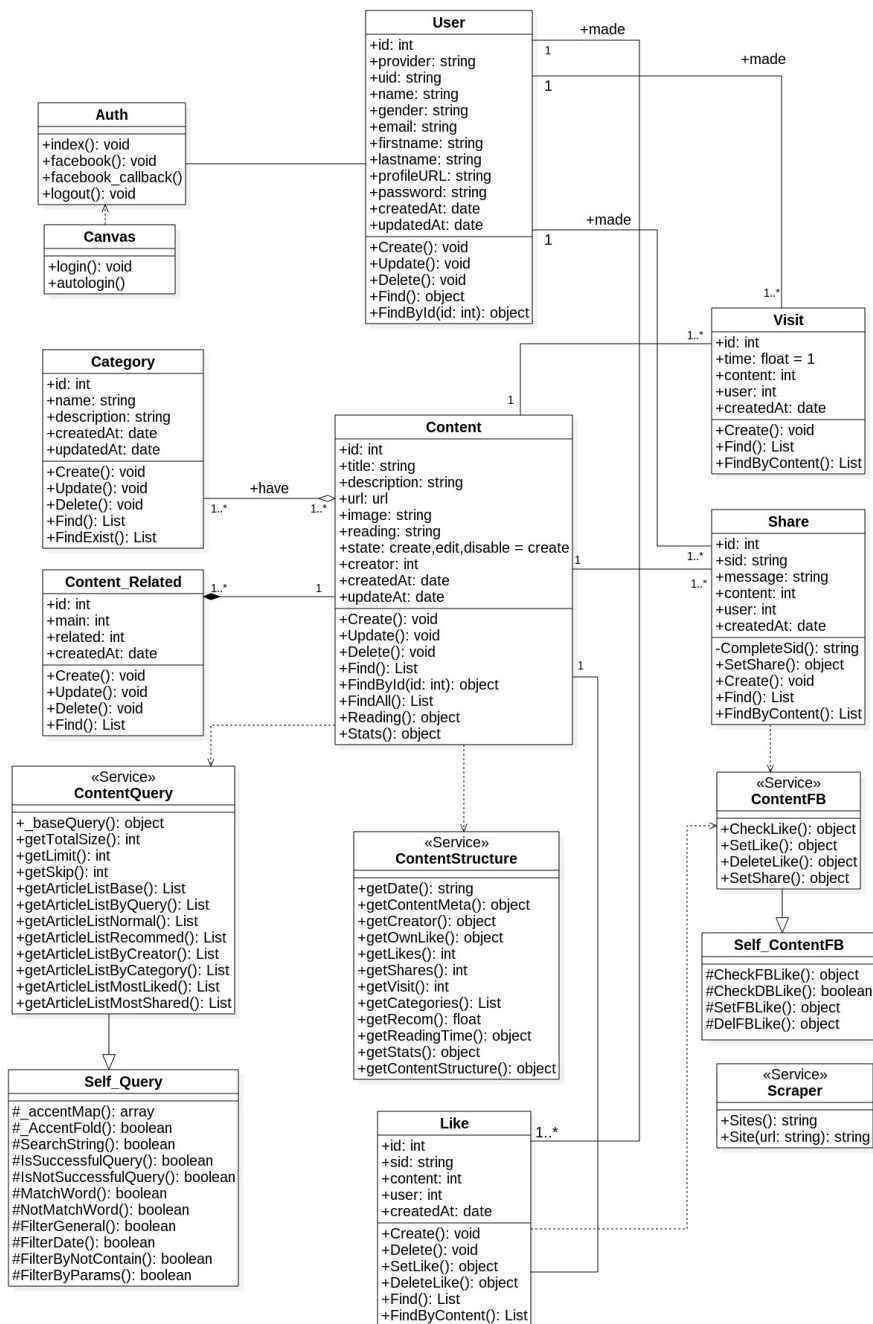 User
+id: int
+provider: string
+uid: string
+name: string
+gender: string
+email: string
+firstname: string
+lastname: string
+profileURL: string
+password: string
+createdAt: date
+updatedAt: date
+Create(): void
+Update(): void
+Delete(): void
+Find(): object
+FindById(id: int): object
+made
1
+made
1
+made
1
Auth
+index(): void
+facebook(): void
+facebook_callback()
+logout(): void
Canvas
+login(): void
+autologin()
1..*
Visit
+id: int
+time: float = 1
+content: int
+user: int
+createdAt: date
+Create(): void
+Find(): List
+FindByContent(): List
1..*
1
Category
+id: int
+name: string
+description: string
+createdAt: date
+updatedAt: date
+Create(): void
+Update(): void
+Delete(): void
+Find(): List
+FindExist(): List
+have
1..*
1..*
Content
+id: int
+title: string
+description: string
+url: url
+image: string
+reading: string
+state: create,edit,disable = create
+creator: int
+createdAt: date
+updateAt: date
+Create(): void
+Update(): void
+Delete(): void
+Find(): List
+FindById(id: int): object
+FindAll(): List
+Reading(): object
+Stats(): object
1
1..*
1..*
1
Share
+id: int
+sid: string
+message: string
+content: int
+user: int
+createdAt: date
-CompleteSid(): string
+SetShare(): object
+Create(): void
+Find(): List
+FindByContent(): List
Content_Related
+id: int
+main: int
+related: int
+createdAt: date
+Create(): void
+Update(): void
+Delete(): void
+Find(): List
1..*
1
«Service»
ContentQuery
+_baseQuery(): object
+getTotalSize(): int
+getLimit(): int
+getSkip(): int
+getArticleListBase(): List
+getArticleListByQuery(): List
+getArticleListNormal(): List
+getArticleListRecommed(): List
+getArticleListByCreator(): List
+getArticleListByCategory(): List
+getArticleListMostLiked(): List
+getArticleListMostShared(): List
«Service»
ContentStructure
+getDate(): string
+getContentMeta(): object
+getCreator(): object
+getOwnLike(): object
+getLikes(): int
+getShares(): int
+getVisit(): int
+getCategories(): List
+getRecom(): float
+getReadingTime(): object
+getStats(): object
+getContentStructure(): object
«Service»
ContentFB
+CheckLike(): object
+SetLike(): object
+DeleteLike(): object
+SetShare(): object
Self_ContentFB
#CheckFBLike(): object
#CheckDBLike(): boolean
#SetFBLike(): object
#DelFBLike(): object
«Service»
Scraper
+Sites(): string
+Site(url: string): string
Self_Query
#_accentMap(): array
#_AccentFold(): boolean
#SearchString(): boolean
#IsSuccessfulQuery(): boolean
#IsNotSuccessfulQuery(): boolean
#MatchWord(): boolean
#NotMatchWord(): boolean
#FilterGeneral(): boolean
#FilterDate(): boolean
#FilterByNotContain(): boolean
#FilterByParams(): boolean
Like
+id: int
+sid: string
+content: int
+user: int
+createdAt: date
+Create(): void
+Delete(): void
+SetLike(): object
+DeleteLike(): object
+Find(): List
+FindByContent(): List
1..*